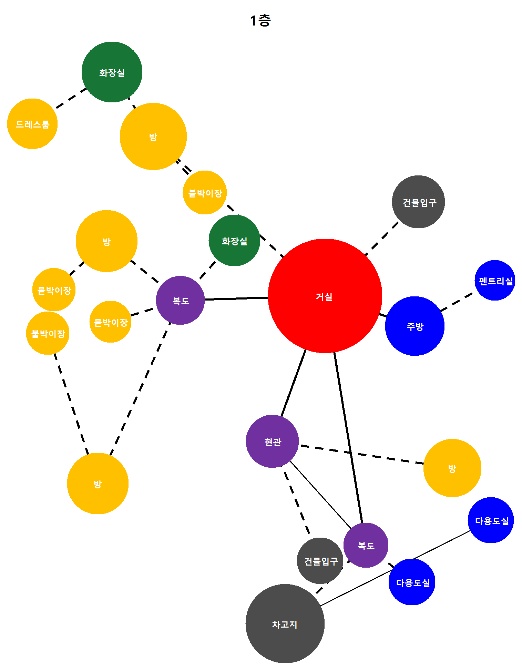 1층
화장실
드레스룸
방
붙박이장
건물입구
방
화장실
펜트리실
붙박이장
복도
거실
붙박이장
붙박이장
주방
현관
방
방
다용도실
건물입구
복도
다용도실
차고지